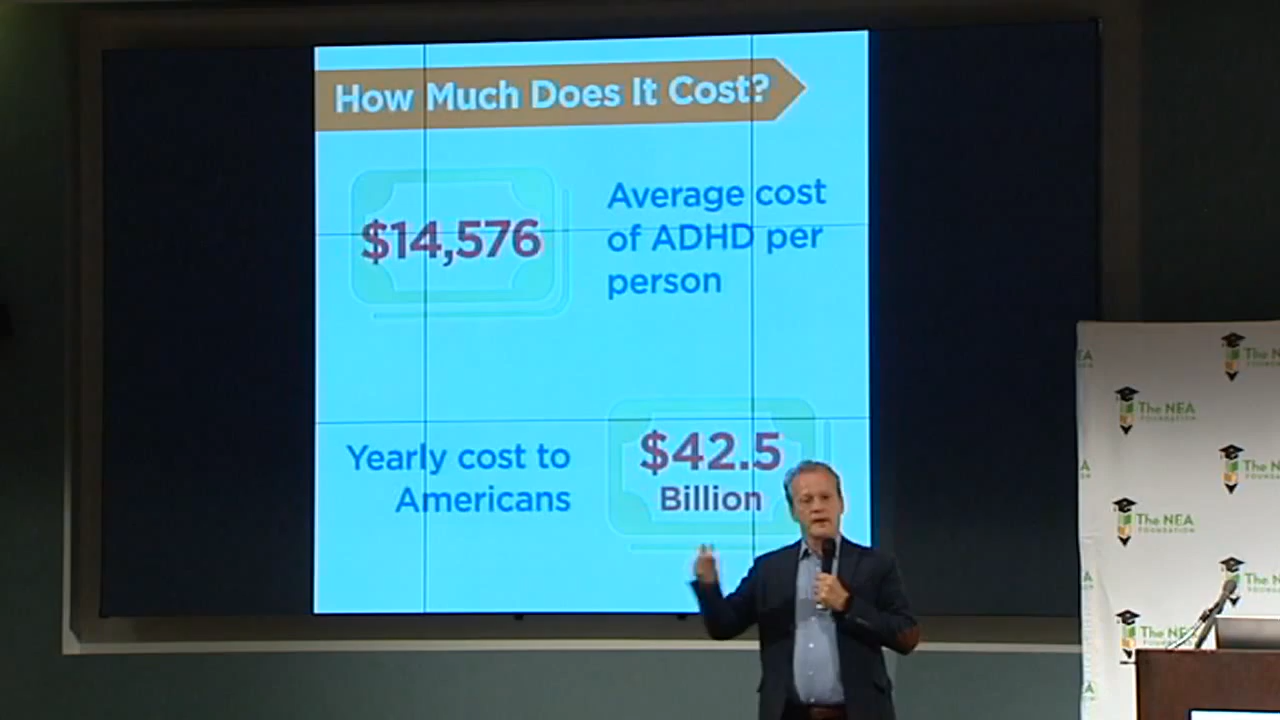 How Much Does It Cost?
$14,576
Average cost
of ADHD per
person
Yearly cost to
Americans
$42.5
Billion
The NEA
FOUNDATION
The NEA
FOUNDATION
The NEA
FOUNDATION